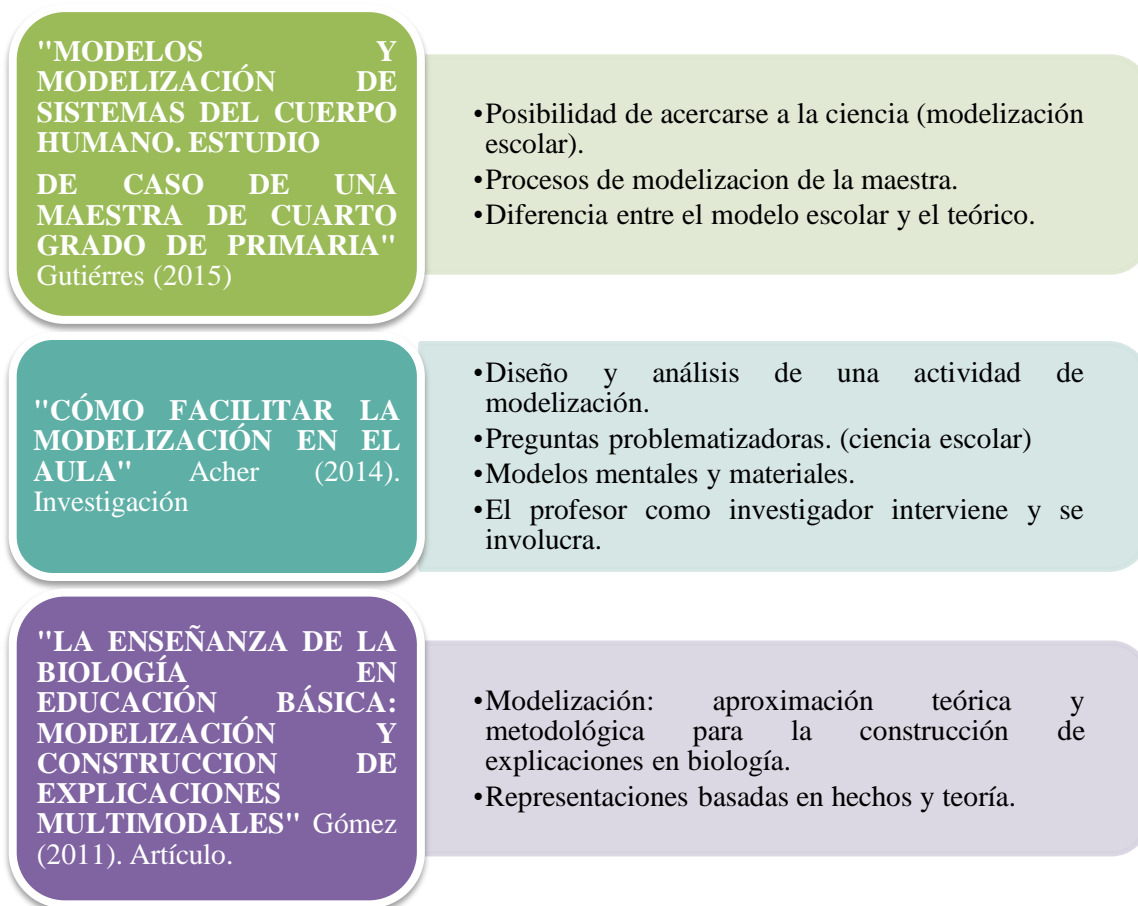 "MODELOS Y
MODELIZACIÓN DE
SISTEMAS DEL CUERPO
HUMANO. ESTUDIO
DE CASO DE UNA
MAESTRA DE CUARTO
GRADO DE PRIMARIA"
Gutiérres (2015)
•Posibilidad de acercarse a la ciencia (modelización
escolar).
•Procesos de modelizacion de la maestra.
•Diferencia entre el modelo escolar y el teórico.
"CÓMO FACILITAR LA
MODELIZACIÓN EN EL
AULA" Acher (2014).
Investigación
•Diseño y análisis de una actividad de
modelización.
•Preguntas problematizadoras. (ciencia escolar)
•Modelos mentales y materiales.
•El profesor como investigador interviene y se
involucra.
"LA ENSEÑANZA DE LA
BIOLOGÍA EN
EDUCACIÓN BÁSICA:
MODELIZACIÓN Y
CONSTRUCCION DE
EXPLICACIONES
MULTIMODALES" Gómez
(2011). Artículo.
•Modelización: aproximación teórica y
metodológica para la construcción de
explicaciones en biología.
•Representaciones basadas en hechos y teoría.